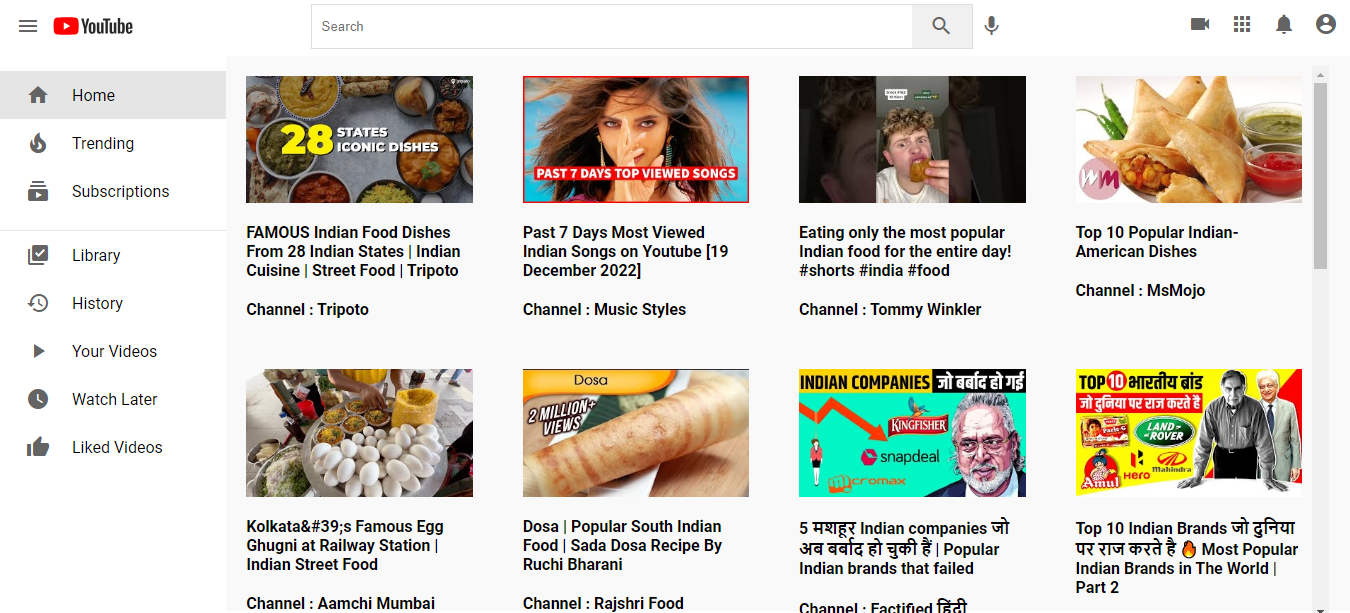 YouTube
Search
Home
Trending
Subscriptions
Library
History
Your Videos
Watch Later
Liked Videos
tripoto
28 STATES
ICONIC DISHES
FAMOUS Indian Food Dishes
From 28 Indian States | Indian
Cuisine | Street Food | Tripoto
Channel : Tripoto
PAST 7 DAYS TOP VIEWED SONGS
Past 7 Days Most Viewed
Indian Songs on Youtube [19
December 2022]
Channel : Music Styles
Eating only the most popular
Indian food for the entire day!
#shorts #india #food
Channel : Tommy Winkler
WM
Top 10 Popular Indian-
American Dishes
Channel : MsMojo
Kolkata&#39;s Famous Egg
Ghugni at Railway Station |
Indian Street Food
Channel : Aamchi Mumbai
Dosa
2 MILLION+
VIEWS
Dosa | Popular South Indian
Food | Sada Dosa Recipe By
Ruchi Bharani
Channel : Rajshri Food
INDIAN COMPANIES जो बर्बाद हो गई
KINGFISHER
snapdeal
cromax
5 मशहूर Indian companies जो
अब बर्बाद हो चुकी हैं | Popular
Indian brands that failed
Channel : Factified हिंदी
TOP 10 भारतीय ब्रांड
जो दुनिया पर राज करते है
Parle-G
LAND-
-ROVER
Amul
Hero
Mahindra
Top 10 Indian Brands जो दुनिया
पर राज करते है 🔥 Most Popular
Indian Brands in The World |
Part 2